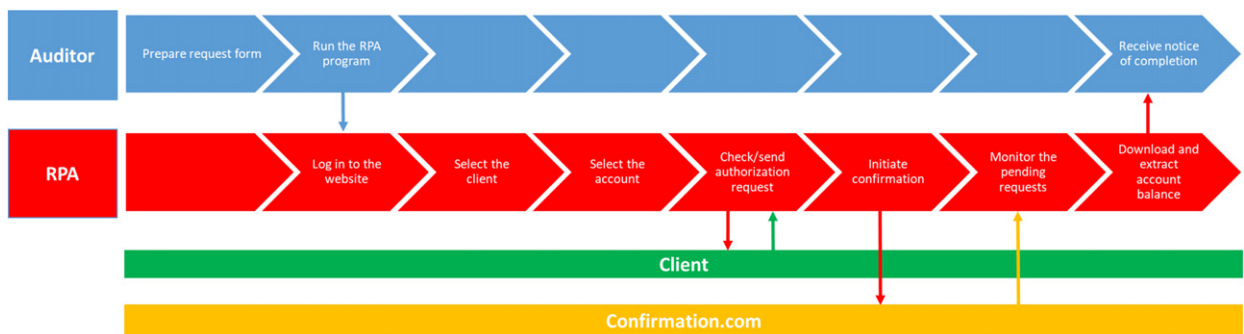 Auditor
Prepare request form
Run the RPA
program
Receive notice
of completion
RPA
Log in to the
website
Select the
client
Select the
account
Check/send
authorization
request
Initiate
confirmation
Monitor the
pending
requests
Download and
extract
account
balance
Client
Confirmation.com